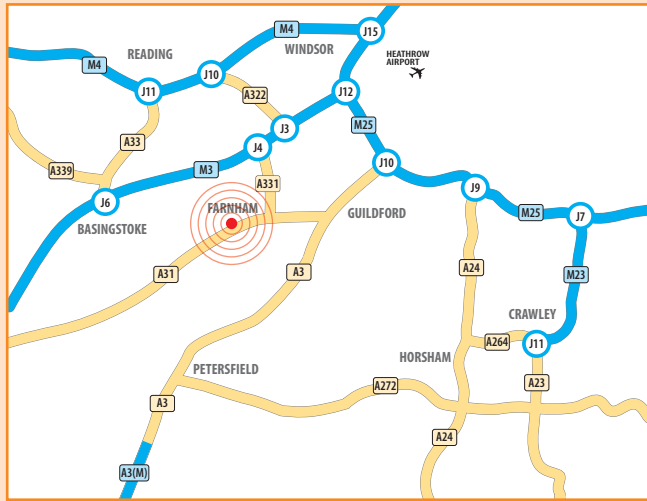 M4
J15
READING
WINDSOR
HEATHROW
AIRPORT
M4
J10
J11
J12
A322
J3
M25
A33
J4
J10
A339
M3
A331
J9
J6
FARNHAM
GUILDFORD
M25
J7
BASINGSTOKE
A31
A3
A24
M23
CRAWLEY
A264
J11
HORSHAM
PETERSFIELD
A272
A23
A3
A24
A3(M)